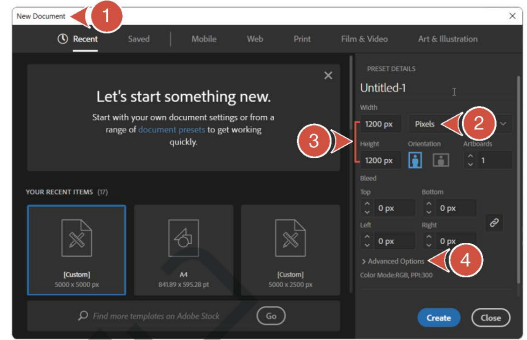 New Document
1
Recent
Saved
Mobile
Web
Print
Film & Video
Art & Illustration
Let's start something new.
Start with your own document settings or from a
range of document presets to get working
quickly.
YOUR RECENT ITEMS (17)
[Custom]
5000 x 5000 px
A4
841.89 x 595.28 pt
[Custom]
5000 x 2500 px
Find more templates on Adobe Stock
Go
PRESET DETAILS
Untitled-1
Width
1200 px
Pixels
2
3
Height
Orientation
Artboards
1200 px
1
Bleed
Top
Bottom
0 px
0 px
Left
Right
0 px
0 px
> Advanced Options
4
Color Mode:RGB, PPI:300
Create
Close